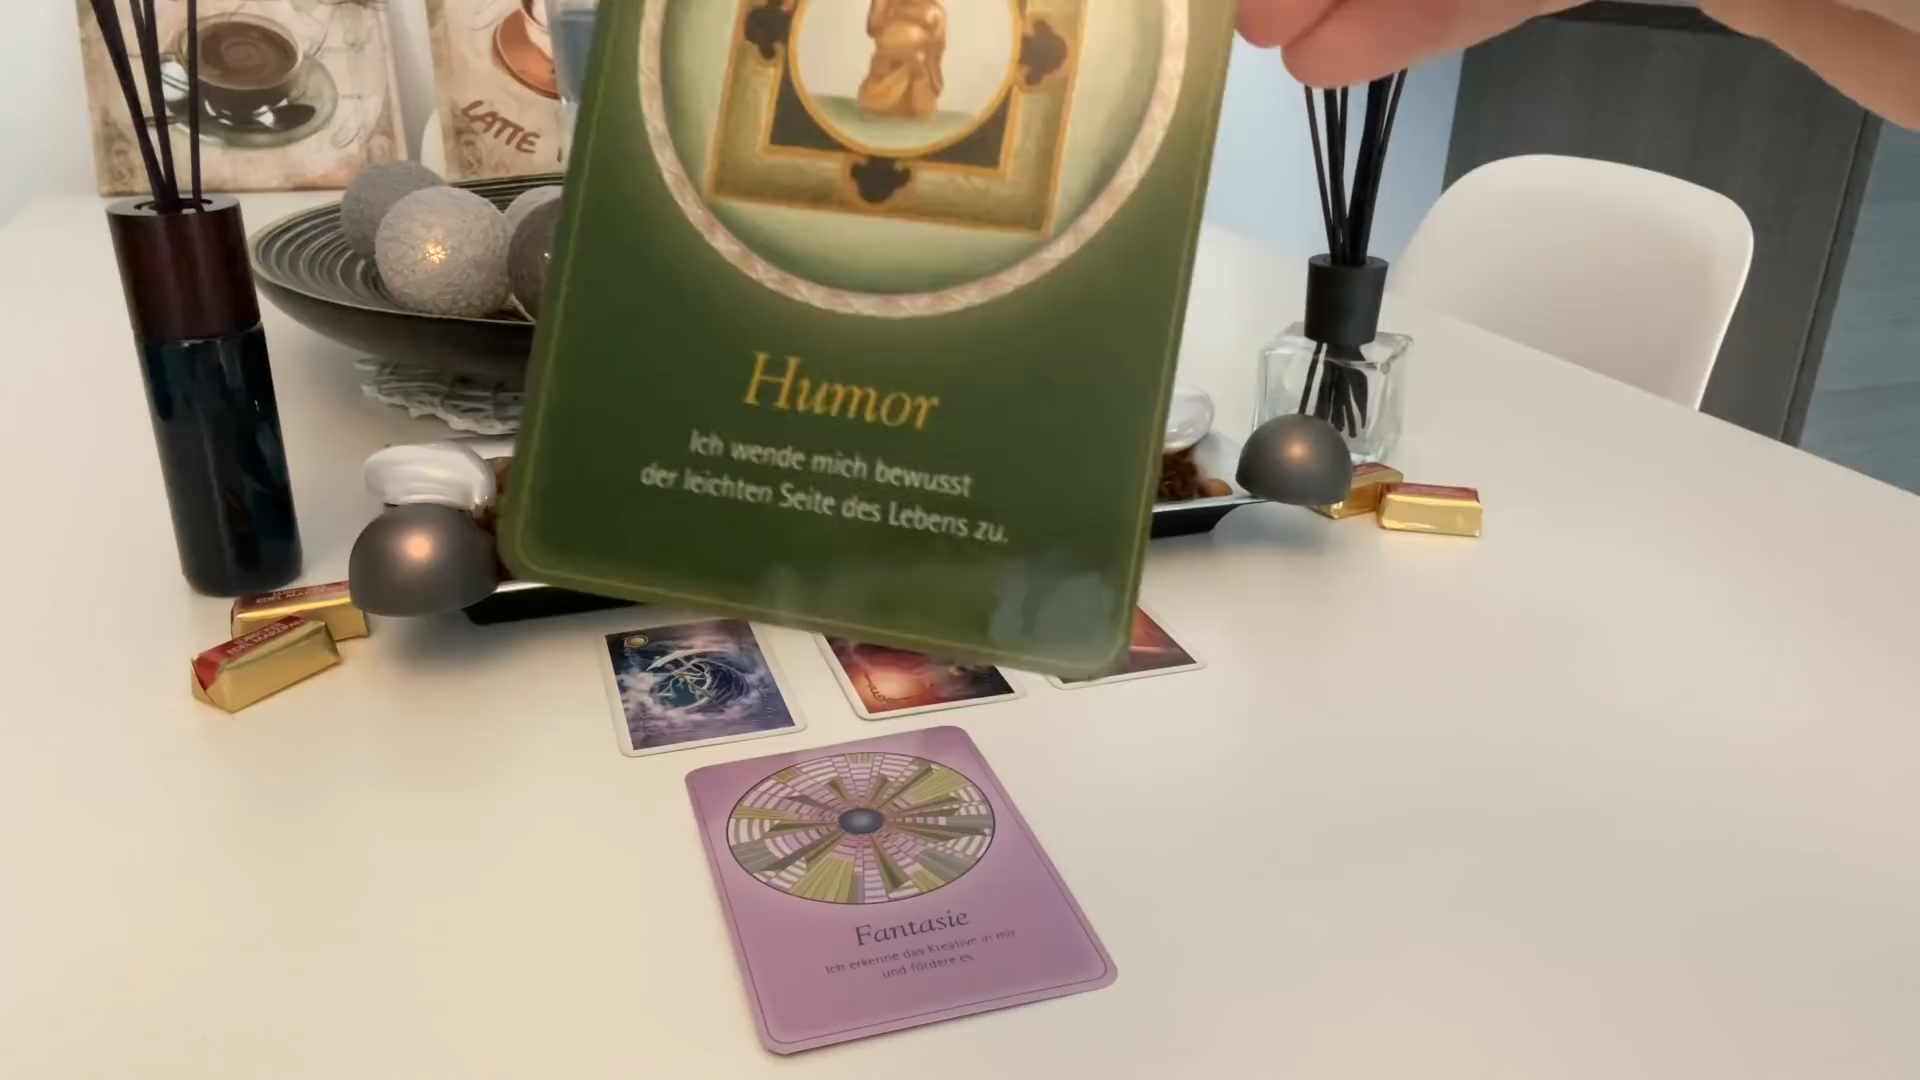 LATTE
Humor
Ich wende mich bewusst
der leichten Seite des Lebens zu.
Fantasie
Ich erkenne das Kreative in mir
und fördere es.